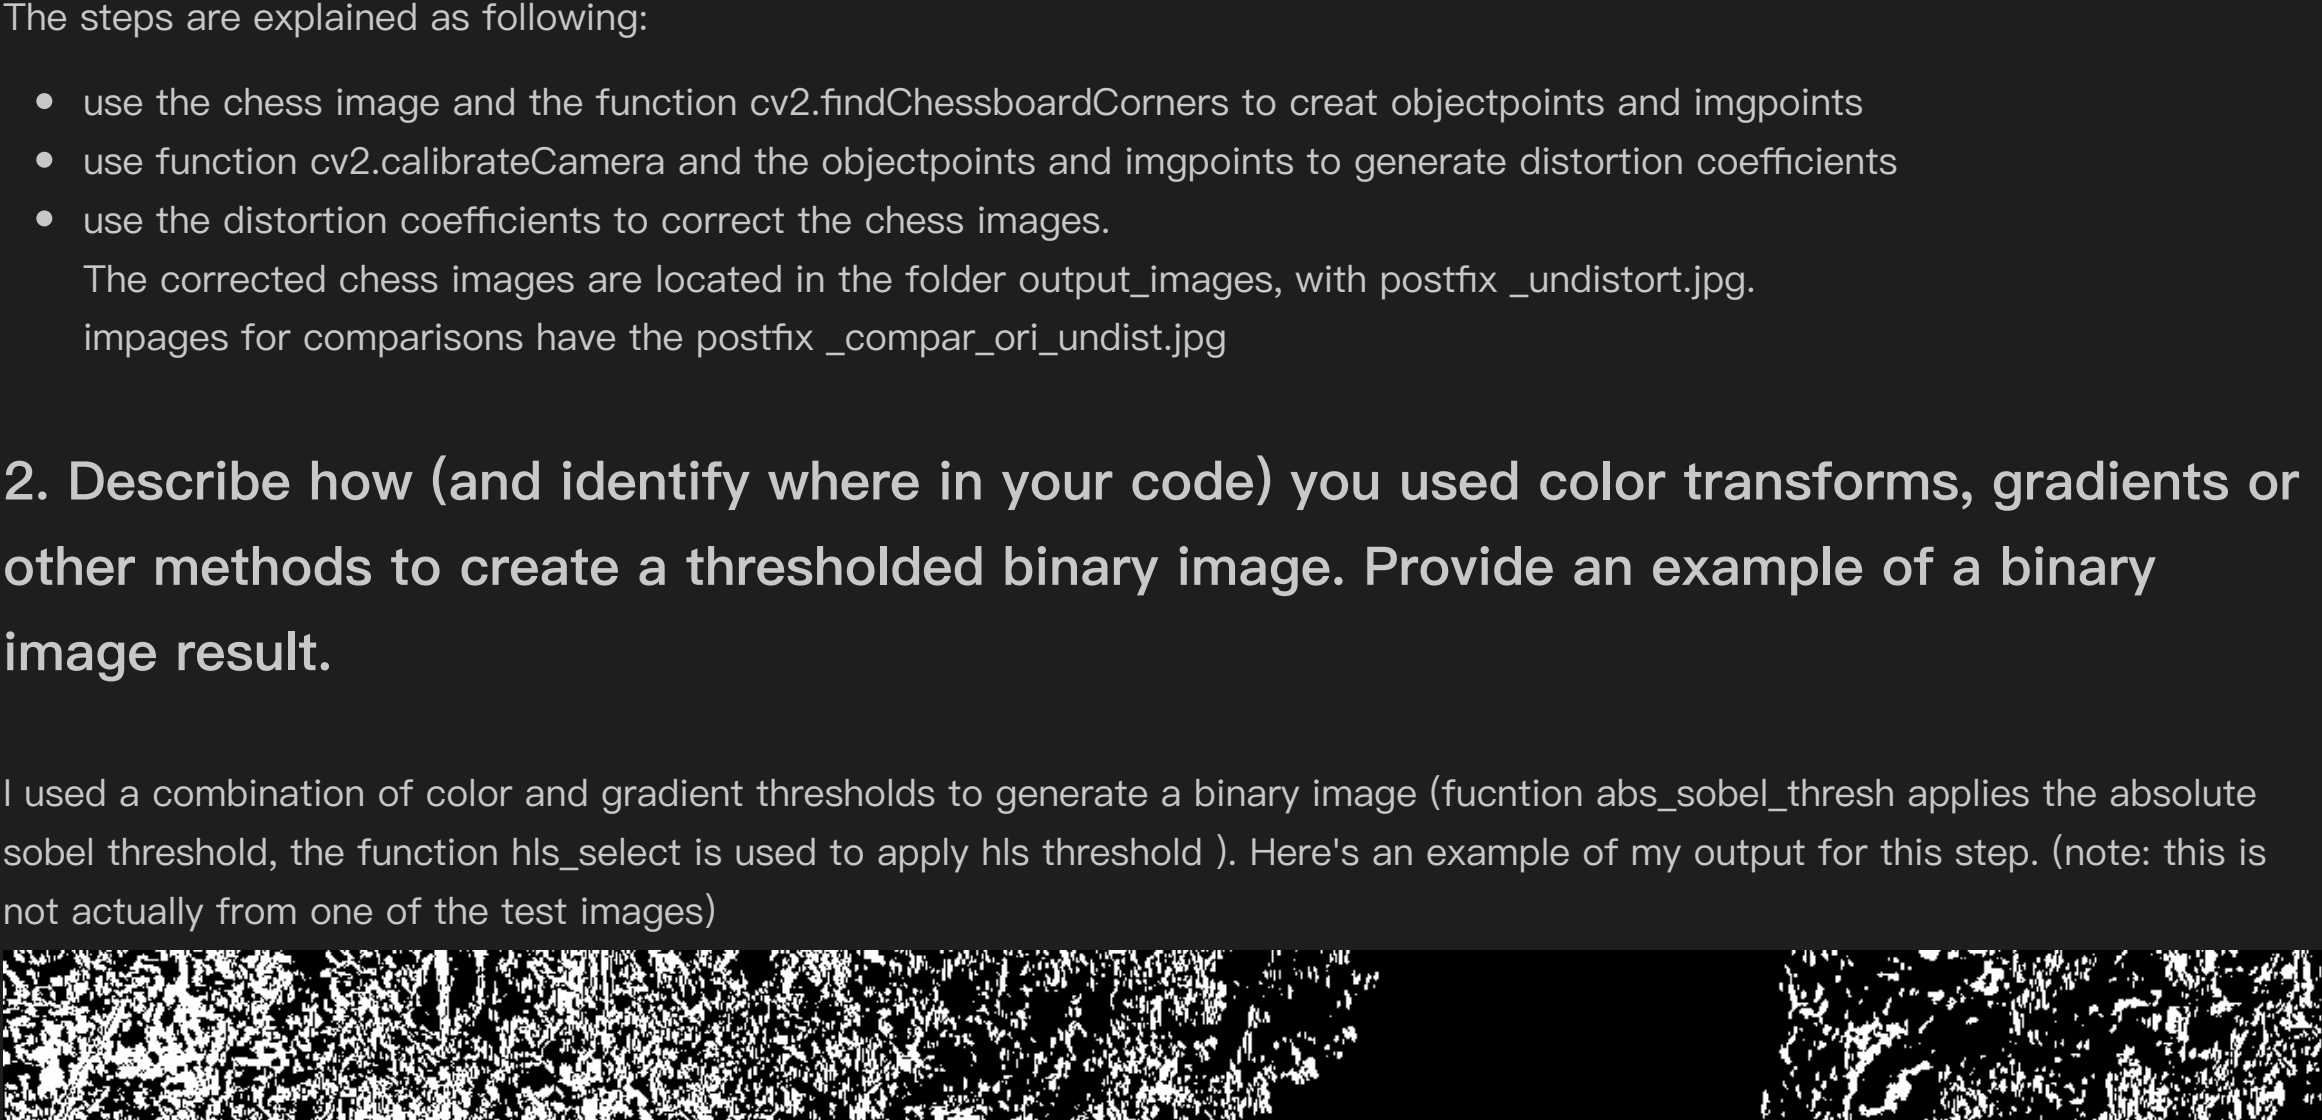 The steps are explained as following:
use the chess image and the function cv2.findChessboardCorners to creat objectpoints and imgpoints
use function cv2.calibrateCamera and the objectpoints and imgpoints to generate distortion coefficients
use the distortion coefficients to correct the chess images.
The corrected chess images are located in the folder output_images, with postfix _undistort.jpg.
impages for comparisons have the postfix _compar_ori_undist.jpg
2. Describe how (and identify where in your code) you used color transforms, gradients or
other methods to create a thresholded binary image. Provide an example of a binary
image result.
I used a combination of color and gradient thresholds to generate a binary image (fucntion abs_sobel_thresh applies the absolute
sobel threshold, the function hls_select is used to apply hls threshold ). Here's an example of my output for this step. (note: this is
not actually from one of the test images)